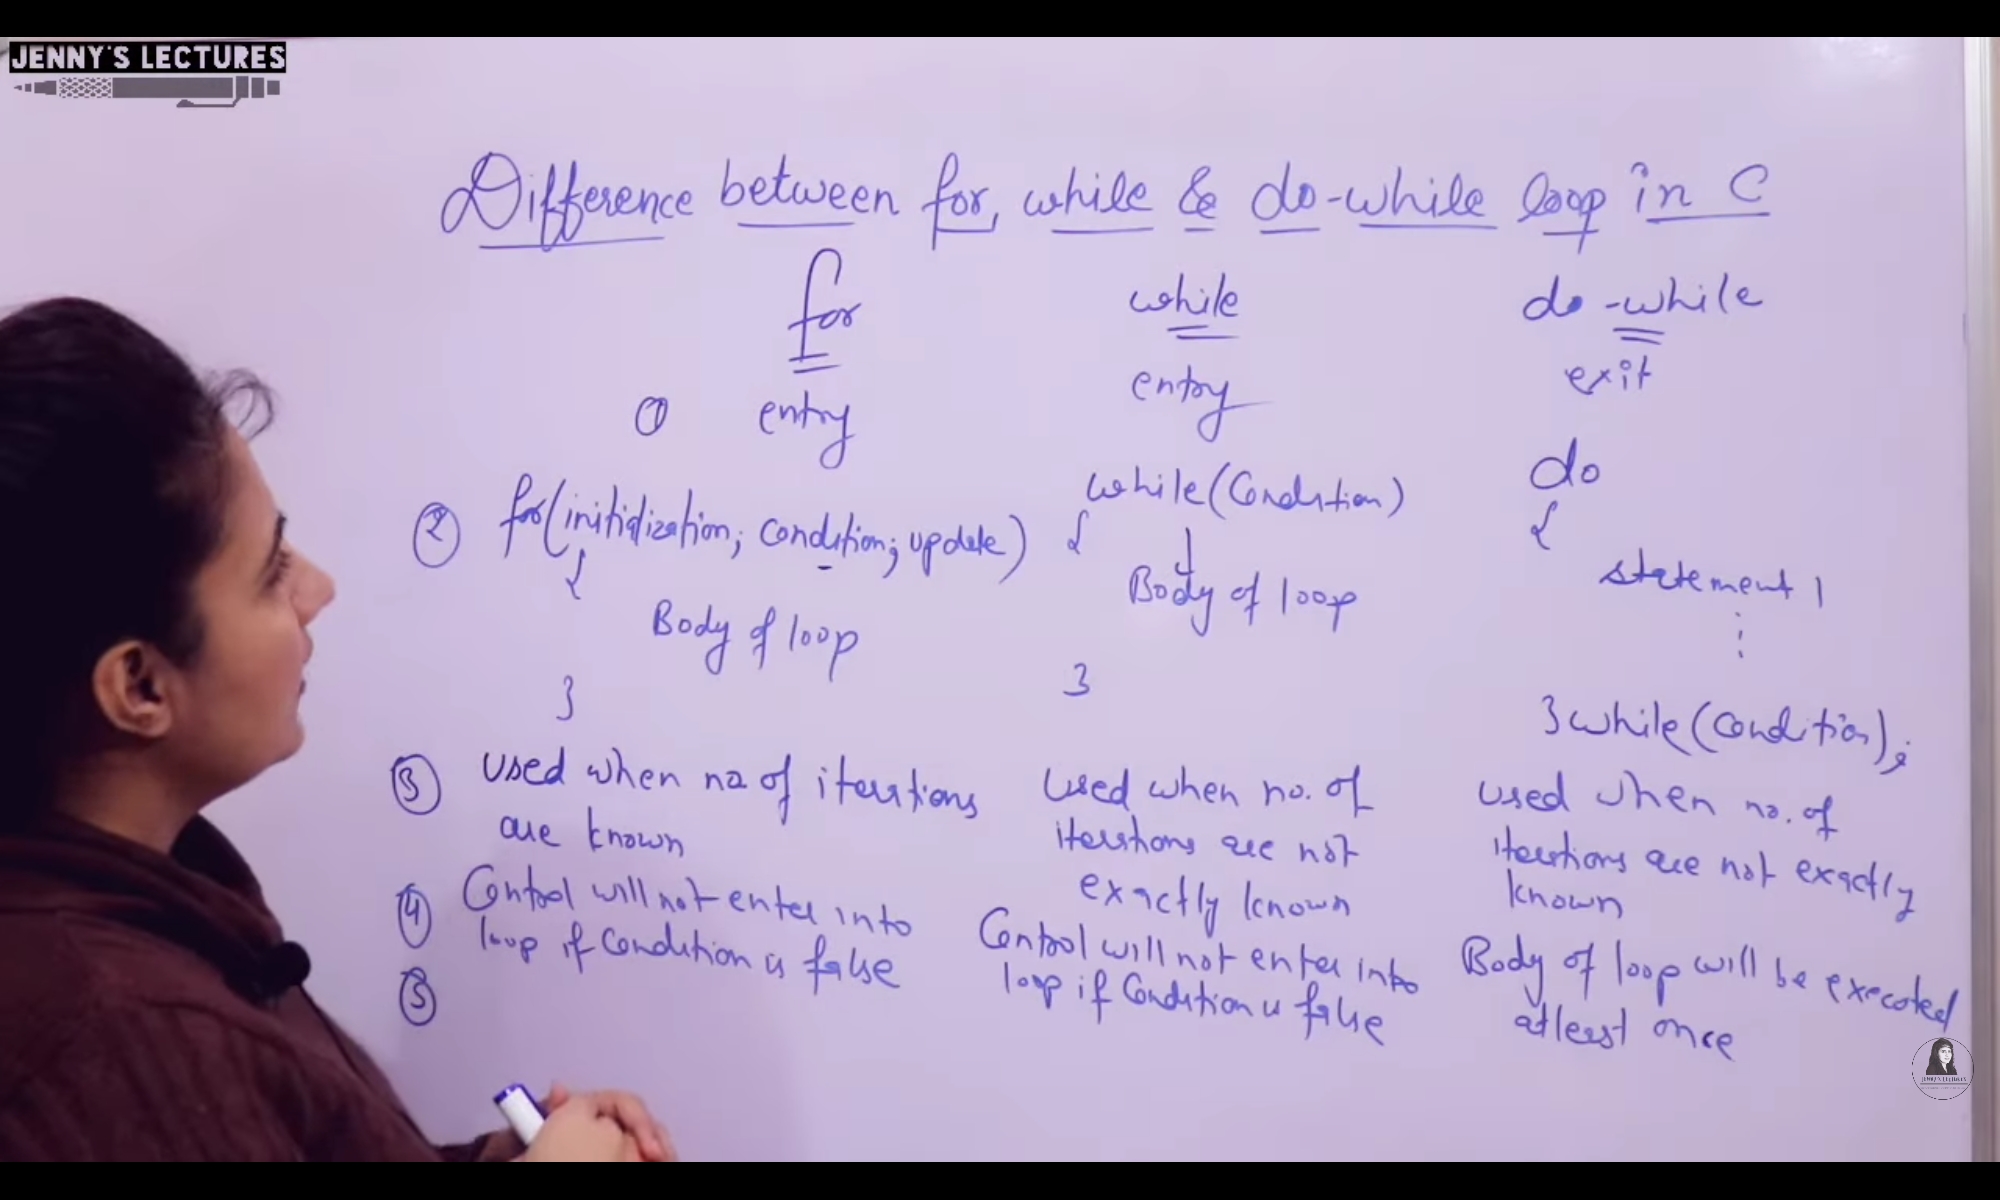 JENNY'S LECTURES
Difference between for, while & do-while loop in C
for
while
do-while
① entry
entry
exit
② for(initialization; condition; update)
{
Body of loop
}
while(Condition)
{
Body of loop
}
do
{
statement 1
⋮
} while(Condition);
③ used when no. of iterations
are known
used when no. of
iterations are not
exactly known
used when no. of
iterations are not exactly
known
④ Control will not enter into
loop if Condition is false
Control will not enter into
loop if Condition is false
Body of loop will be executed
atleast once
⑤
JENNY'S LECTURES